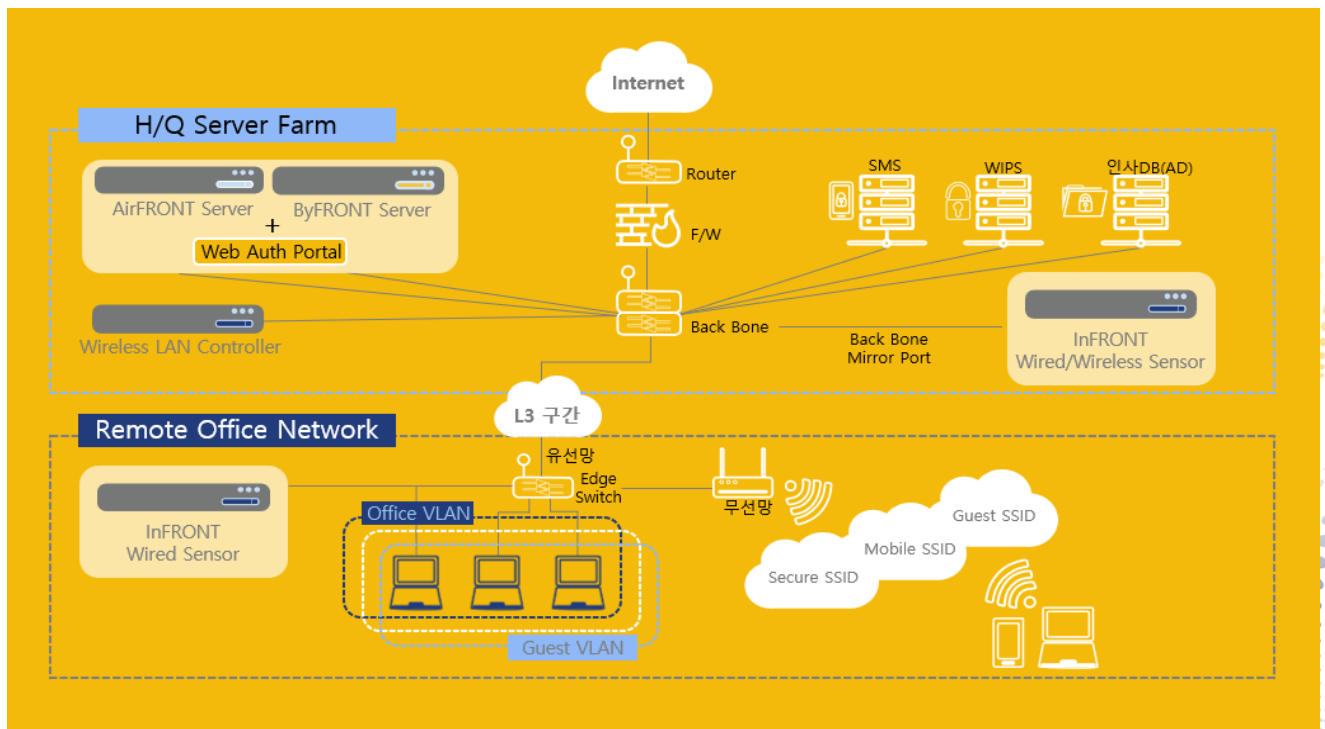 Internet
H/Q Server Farm
Router
F/W
SMS
WIPS
인사DB(AD)
AirFRONT Server
ByFRONT Server
+
Web Auth Portal
Wireless LAN Controller
Back Bone
Back Bone
Mirror Port
InFRONT
Wired/Wireless Sensor
L3 구간
Remote Office Network
유선망
Edge
Switch
무선망
InFRONT
Wired Sensor
Office VLAN
Guest VLAN
Guest SSID
Mobile SSID
Secure SSID